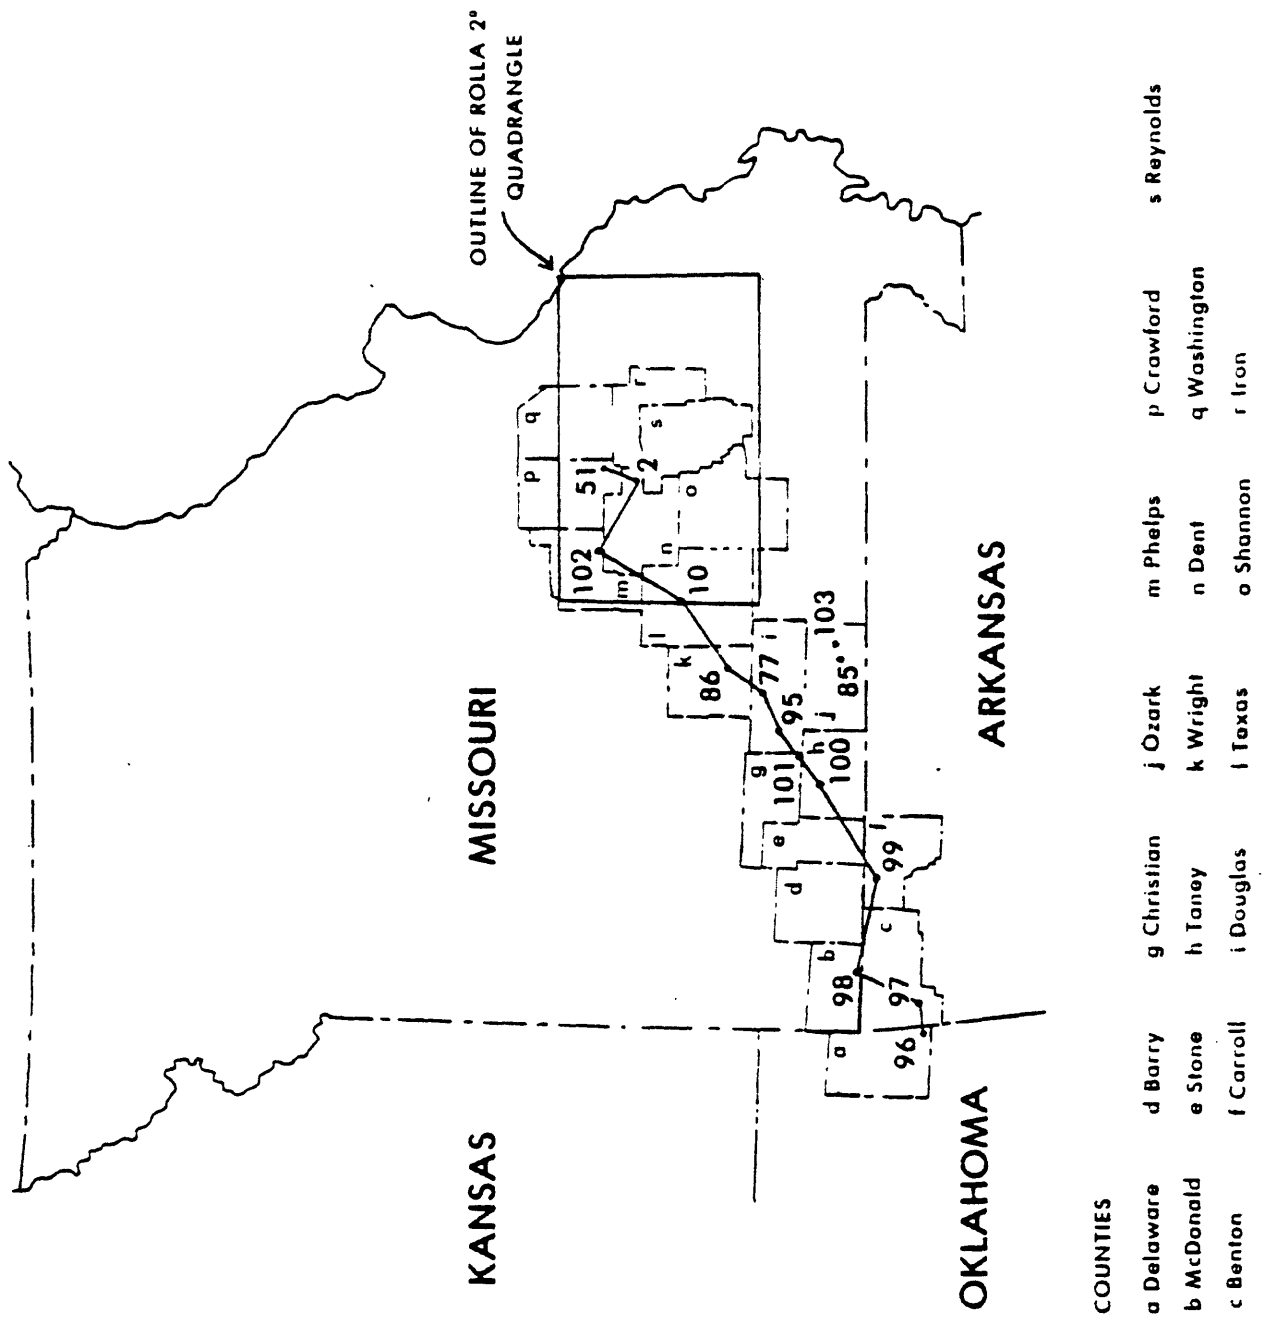 OUTLINE OF ROLLA 2°
QUADRANGLE
MISSOURI
KANSAS
OKLAHOMA
ARKANSAS
q
p
r
s
51
2
o
102
n
m
10
l
k
86
i
77
103
85
95
j
g
101
h
100
e
d
99
f
b
c
98
97
a
96
COUNTIES
a Delaware
b McDonald
c Benton
d Barry
e Stone
f Carroll
g Christian
h Taney
i Douglas
j Ozark
k Wright
l Texas
m Phelps
n Dent
o Shannon
p Crawford
q Washington
r Iron
s Reynolds